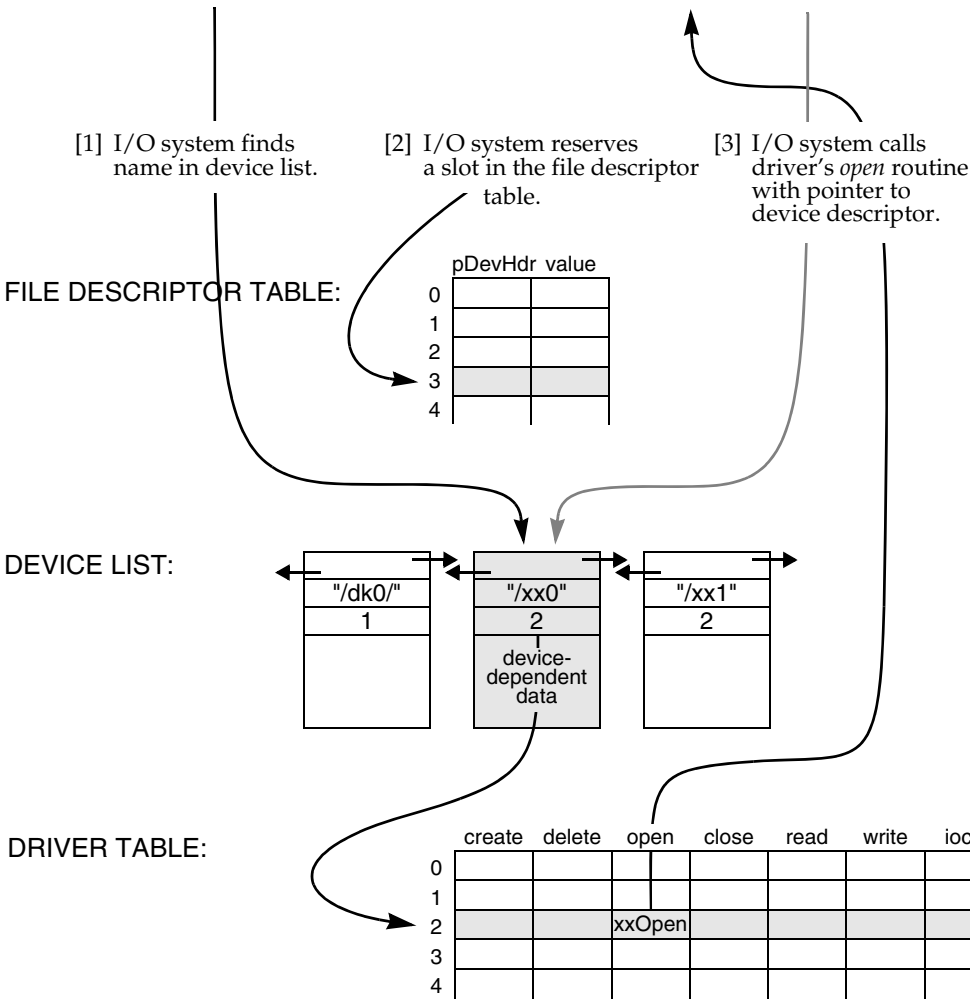 [1] I/O system finds
name in device list.
[2] I/O system reserves
a slot in the file descriptor
table.
[3] I/O system calls
driver's open routine
with pointer to
device descriptor.
pDevHdr value
FILE DESCRIPTOR TABLE:
0
1
2
3
4
DEVICE LIST:
"/dk0/" "/xx0" "/xx1"
1 2 2
device-
dependent
data
DRIVER TABLE:
create delete open close read write ioc
0
1
2 xxOpen
3
4